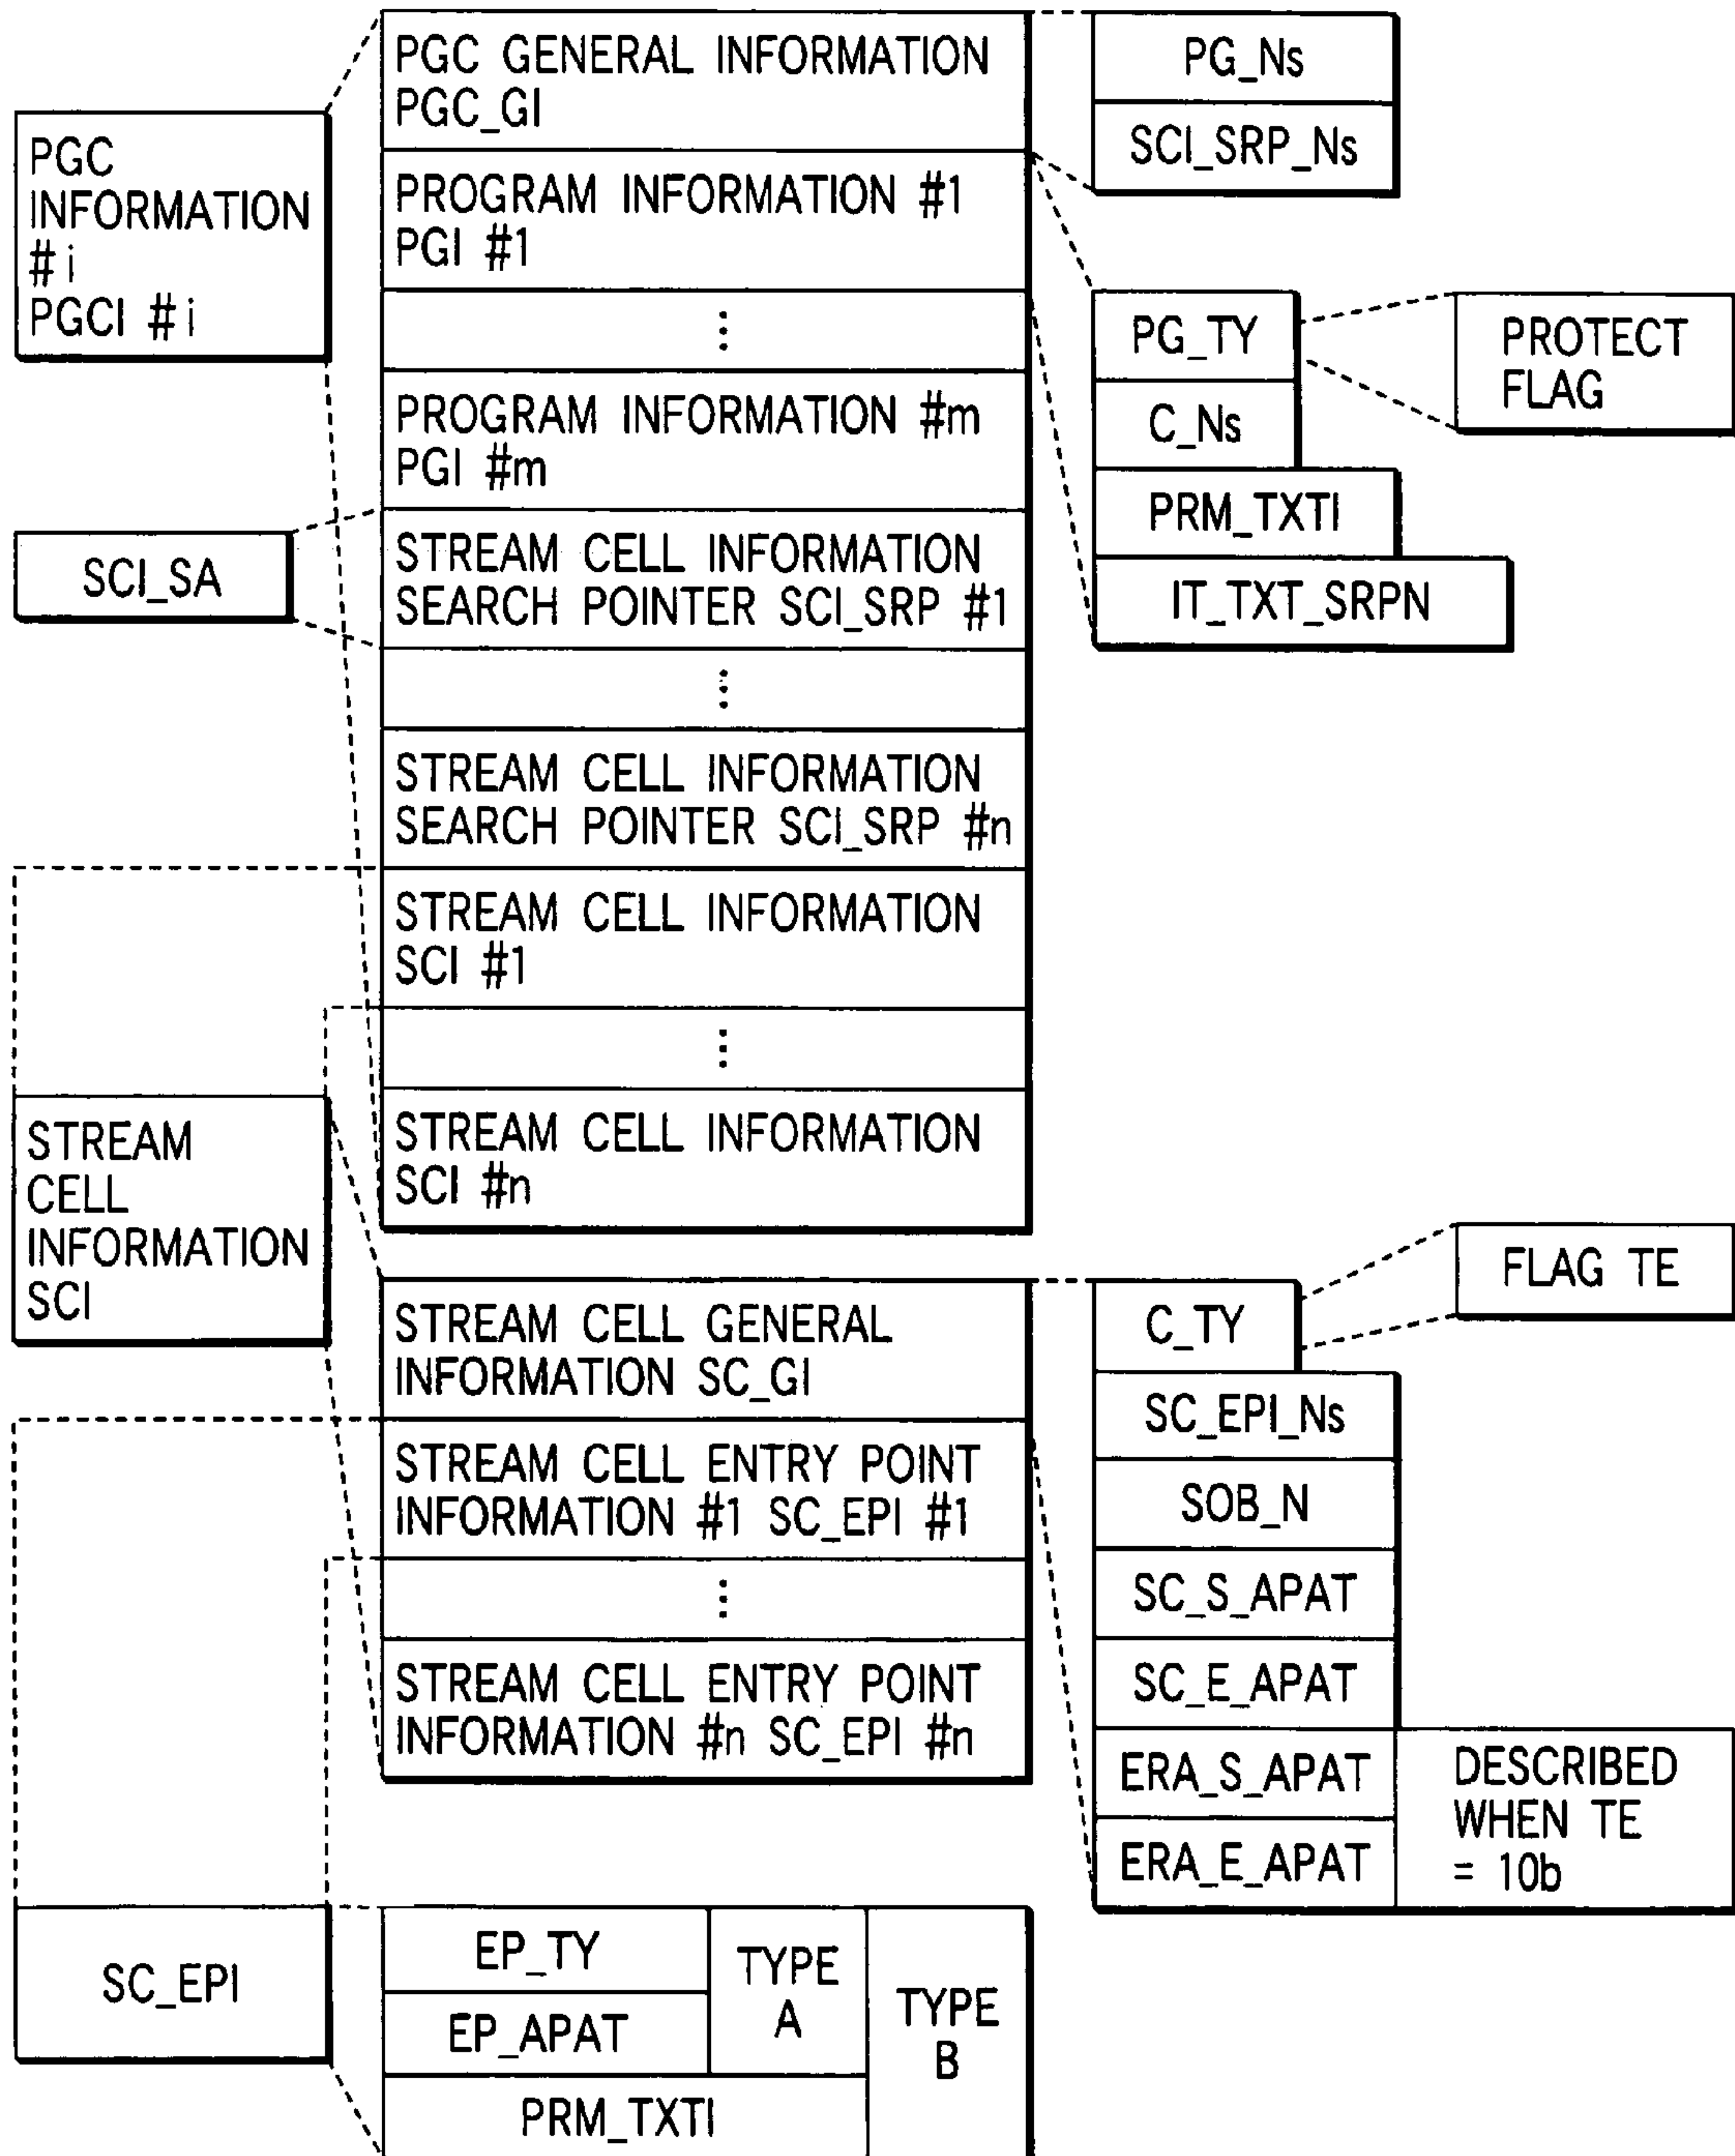 PGC GENERAL INFORMATION
PGC_GI
PG_Ns
SCI_SRP_Ns
PGC
INFORMATION
#i
PGCI #i
PROGRAM INFORMATION #1
PGI #1
⋮
PROGRAM INFORMATION #m
PGI #m
PG_TY
PROTECT
FLAG
C_Ns
PRM_TXTI
IT_TXT_SRPN
SCI_SA
STREAM CELL INFORMATION
SEARCH POINTER SCI_SRP #1
⋮
STREAM CELL INFORMATION
SEARCH POINTER SCI_SRP #n
STREAM CELL INFORMATION
SCI #1
⋮
STREAM CELL INFORMATION
SCI #n
STREAM
CELL
INFORMATION
SCI
STREAM CELL GENERAL
INFORMATION SC_GI
STREAM CELL ENTRY POINT
INFORMATION #1 SC_EPI #1
⋮
STREAM CELL ENTRY POINT
INFORMATION #n SC_EPI #n
C_TY
FLAG TE
SC_EPI_Ns
SOB_N
SC_S_APAT
SC_E_APAT
ERA_S_APAT
ERA_E_APAT
DESCRIBED
WHEN TE
= 10b
SC_EPI
EP_TY
EP_APAT
TYPE
A
TYPE
B
PRM_TXTI